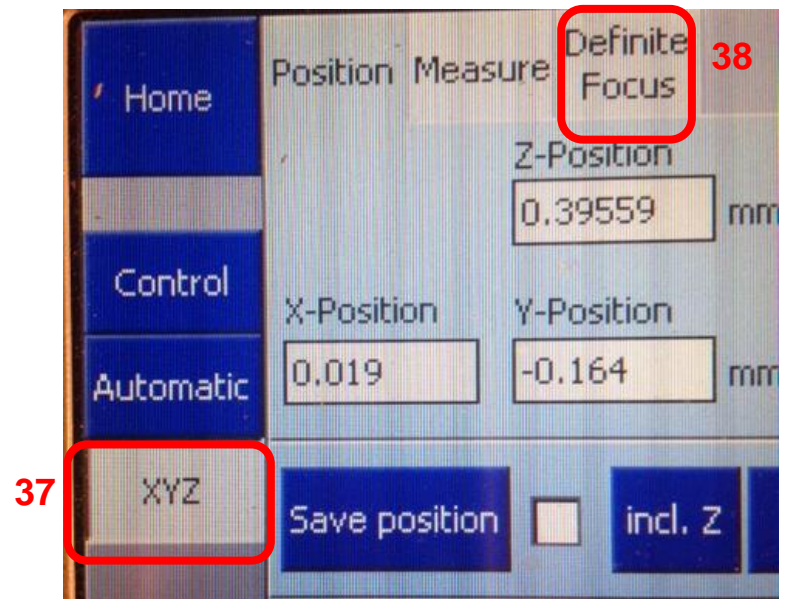 Home
Position Measure Definite Focus
38
Z-Position
0.39559 mm
Control
X-Position Y-Position
0.019 -0.164 mm
Automatic
37
XYZ
Save position incl. Z